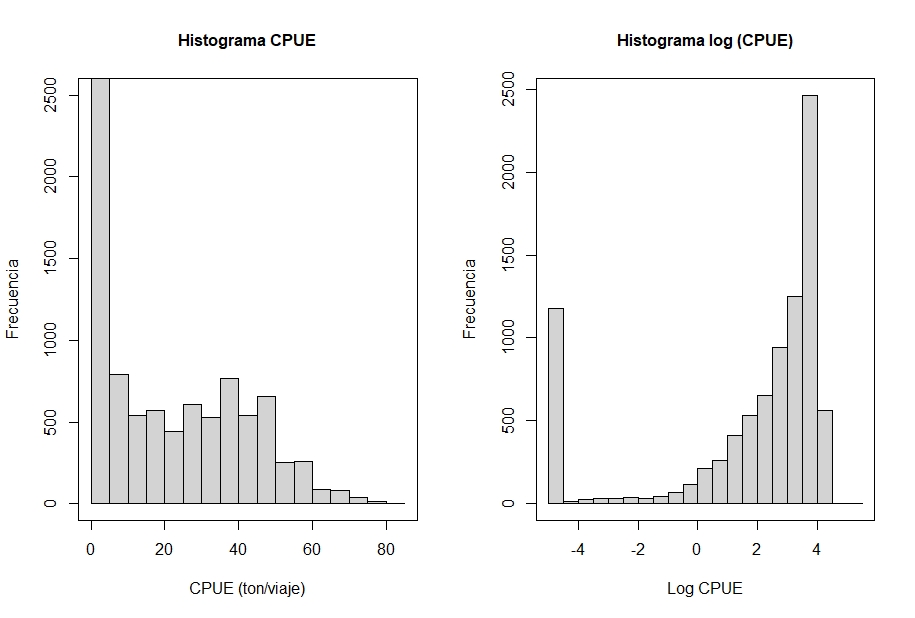 Histograma CPUE
Frecuencia
2500
2000
1500
1000
500
0
0 20 40 60 80
CPUE (ton/viaje)
Histograma log (CPUE)
Frecuencia
2500
2000
1500
1000
500
0
-4 -2 0 2 4
Log CPUE